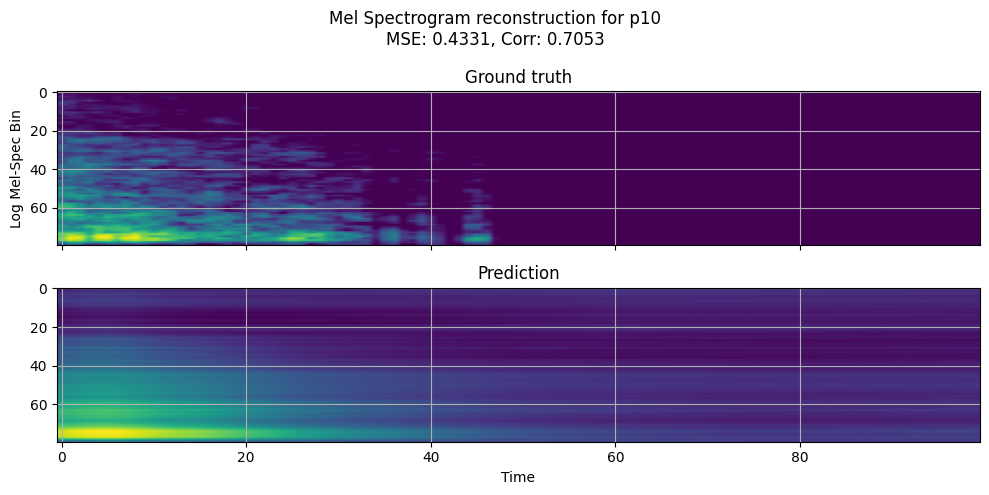 Mel Spectrogram reconstruction for p10
MSE: 0.4331, Corr: 0.7053
Ground truth
Log Mel-Spec Bin
0
20
40
60
Prediction
0
20
40
60
0 20 40 60 80
Time